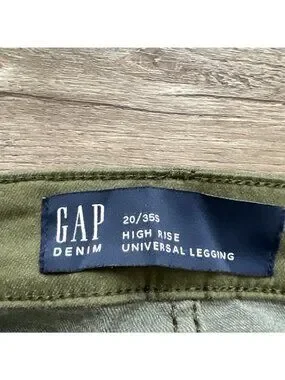 GAP
DENIM
20/35S
HIGH RISE
UNIVERSAL LEGGING